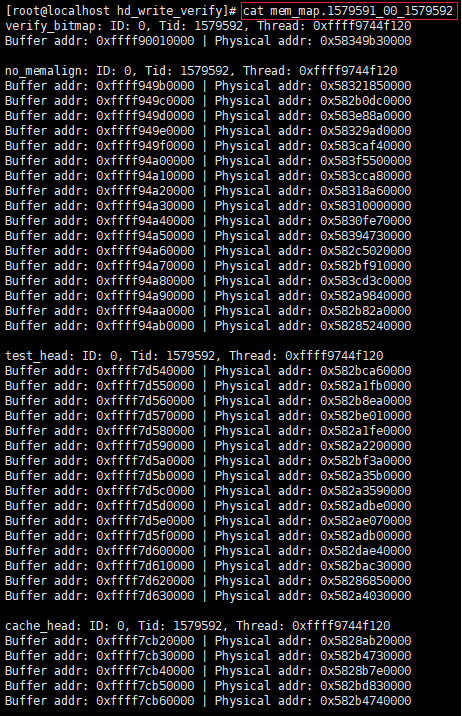 [root@localhost hd_write_verify]# cat mem_map.1579591_00_1579592
verify_bitmap: ID: 0, Tid: 1579592, Thread: 0xffff9744f120
Buffer addr: 0xffff90010000 | Physical addr: 0x58349b30000
no_memalign: ID: 0, Tid: 1579592, Thread: 0xffff9744f120
Buffer addr: 0xffff949b0000 | Physical addr: 0x58321850000
Buffer addr: 0xffff949c0000 | Physical addr: 0x582b0dc0000
Buffer addr: 0xffff949d0000 | Physical addr: 0x583e88a0000
Buffer addr: 0xffff949e0000 | Physical addr: 0x58329ad0000
Buffer addr: 0xffff949f0000 | Physical addr: 0x583caf40000
Buffer addr: 0xffff94a00000 | Physical addr: 0x583f5500000
Buffer addr: 0xffff94a10000 | Physical addr: 0x583cca80000
Buffer addr: 0xffff94a20000 | Physical addr: 0x58318a60000
Buffer addr: 0xffff94a30000 | Physical addr: 0x58310000000
Buffer addr: 0xffff94a40000 | Physical addr: 0x5830fe70000
Buffer addr: 0xffff94a50000 | Physical addr: 0x58394730000
Buffer addr: 0xffff94a60000 | Physical addr: 0x582c5020000
Buffer addr: 0xffff94a70000 | Physical addr: 0x582bf910000
Buffer addr: 0xffff94a80000 | Physical addr: 0x583cd3c0000
Buffer addr: 0xffff94a90000 | Physical addr: 0x582a9840000
Buffer addr: 0xffff94aa0000 | Physical addr: 0x582b82a0000
Buffer addr: 0xffff94ab0000 | Physical addr: 0x58285240000
test_head: ID: 0, Tid: 1579592, Thread: 0xffff9744f120
Buffer addr: 0xffff7d540000 | Physical addr: 0x582bca60000
Buffer addr: 0xffff7d550000 | Physical addr: 0x582a1fb0000
Buffer addr: 0xffff7d560000 | Physical addr: 0x582b8ea0000
Buffer addr: 0xffff7d570000 | Physical addr: 0x582be010000
Buffer addr: 0xffff7d580000 | Physical addr: 0x582a1fe0000
Buffer addr: 0xffff7d590000 | Physical addr: 0x582a2200000
Buffer addr: 0xffff7d5a0000 | Physical addr: 0x582bf3a0000
Buffer addr: 0xffff7d5b0000 | Physical addr: 0x582a35b0000
Buffer addr: 0xffff7d5c0000 | Physical addr: 0x582a3590000
Buffer addr: 0xffff7d5d0000 | Physical addr: 0x582adbe0000
Buffer addr: 0xffff7d5e0000 | Physical addr: 0x582ae070000
Buffer addr: 0xffff7d5f0000 | Physical addr: 0x582adb00000
Buffer addr: 0xffff7d600000 | Physical addr: 0x582dae40000
Buffer addr: 0xffff7d610000 | Physical addr: 0x582bac30000
Buffer addr: 0xffff7d620000 | Physical addr: 0x58286850000
Buffer addr: 0xffff7d630000 | Physical addr: 0x582a4030000
cache_head: ID: 0, Tid: 1579592, Thread: 0xffff9744f120
Buffer addr: 0xffff7cb20000 | Physical addr: 0x5828ab20000
Buffer addr: 0xffff7cb30000 | Physical addr: 0x582b4730000
Buffer addr: 0xffff7cb40000 | Physical addr: 0x5828b7e0000
Buffer addr: 0xffff7cb50000 | Physical addr: 0x582bd830000
Buffer addr: 0xffff7cb60000 | Physical addr: 0x582b4740000